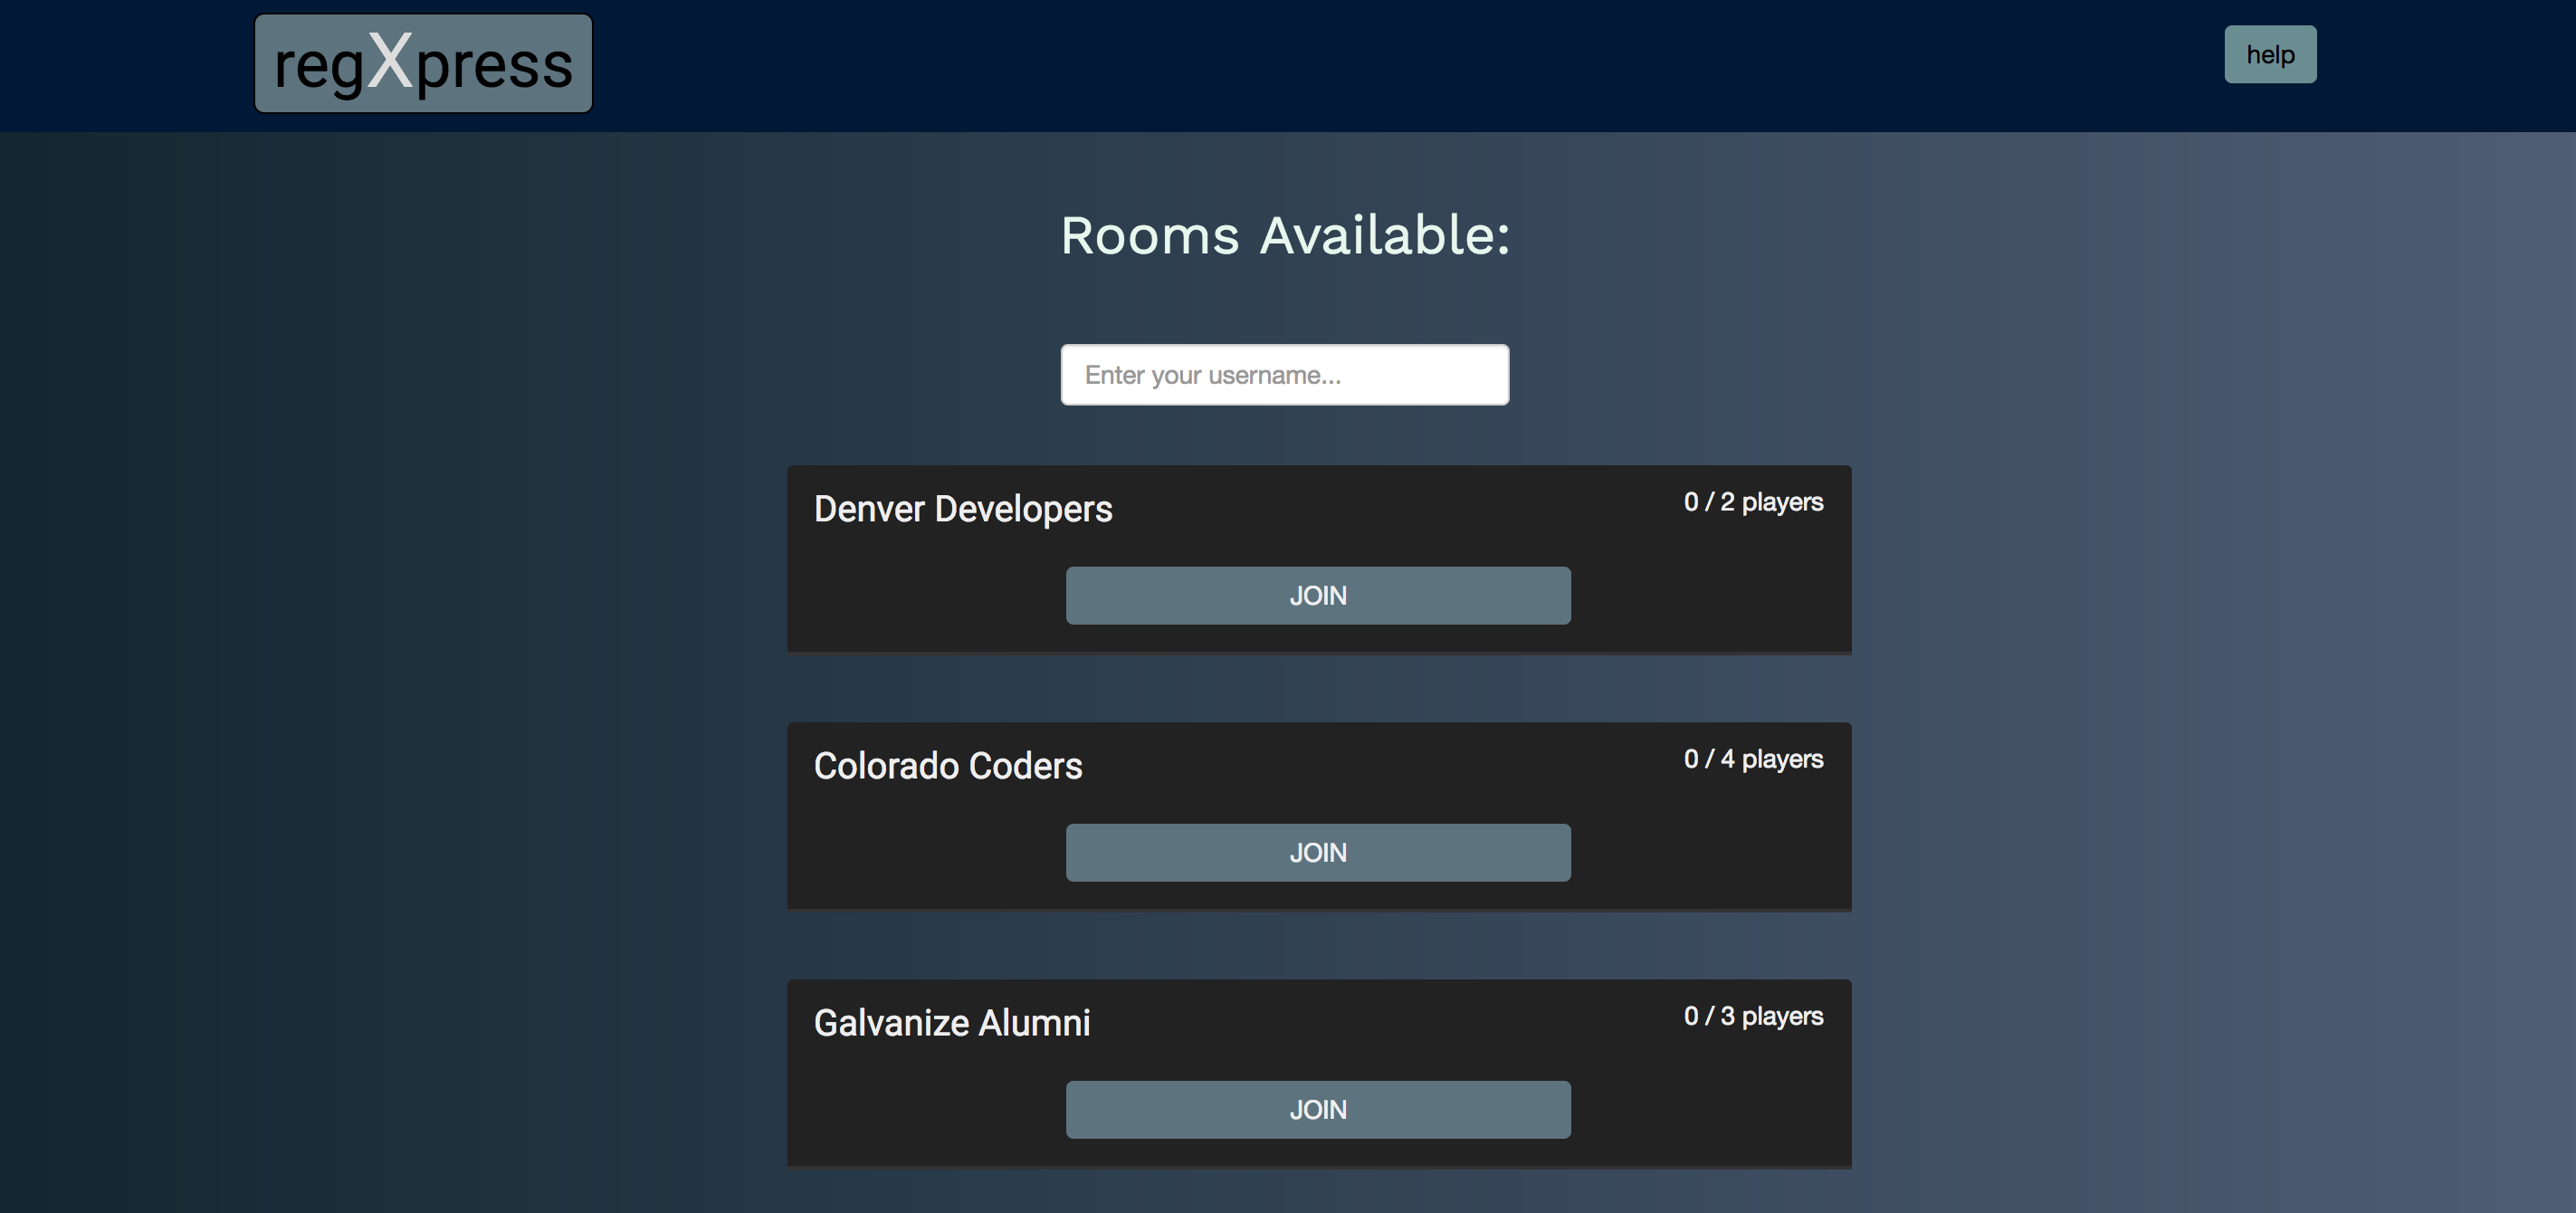 regXpress
help
Rooms Available:
Enter your username...
Denver Developers
0 / 2 players
JOIN
Colorado Coders
0 / 4 players
JOIN
Galvanize Alumni
0 / 3 players
JOIN